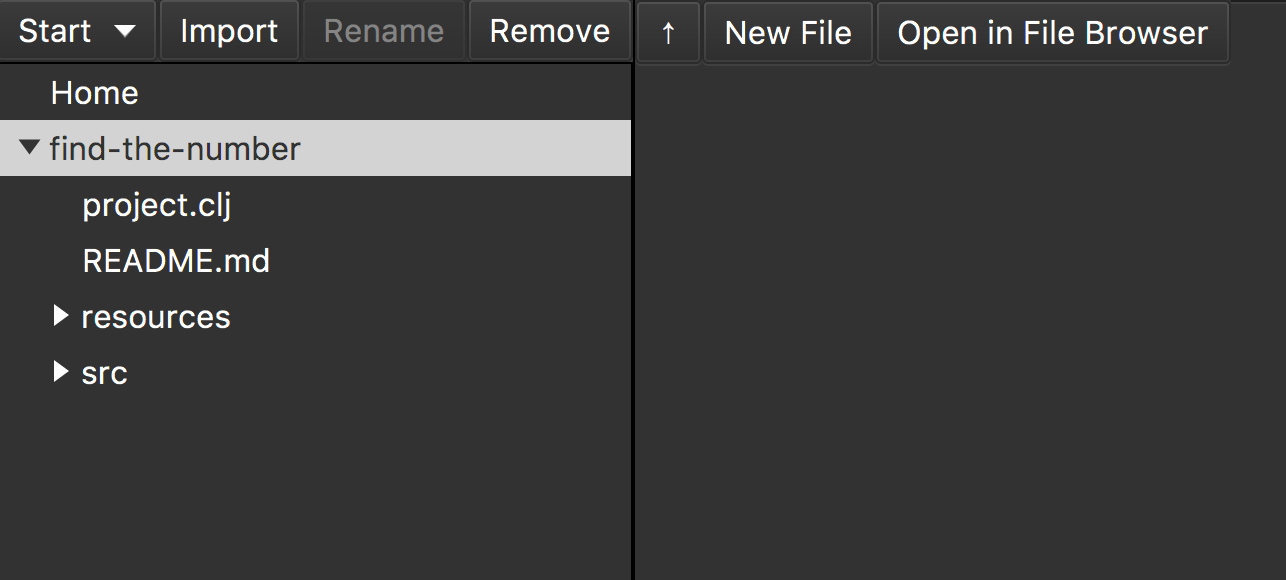 Start Import Rename Remove ↑ New File Open in File Browser
Home
find-the-number
project.clj
README.md
resources
src